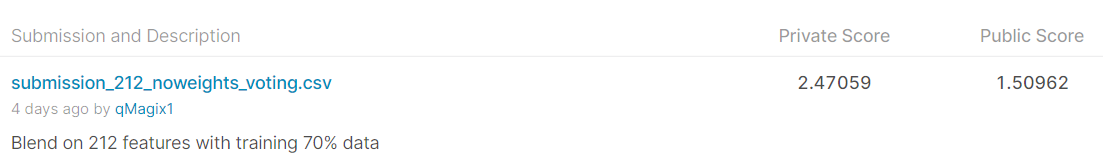 Submission and Description Private Score Public Score
submission_212_noweights_voting.csv 2.47059 1.50962
4 days ago by qMagix1
Blend on 212 features with training 70% data